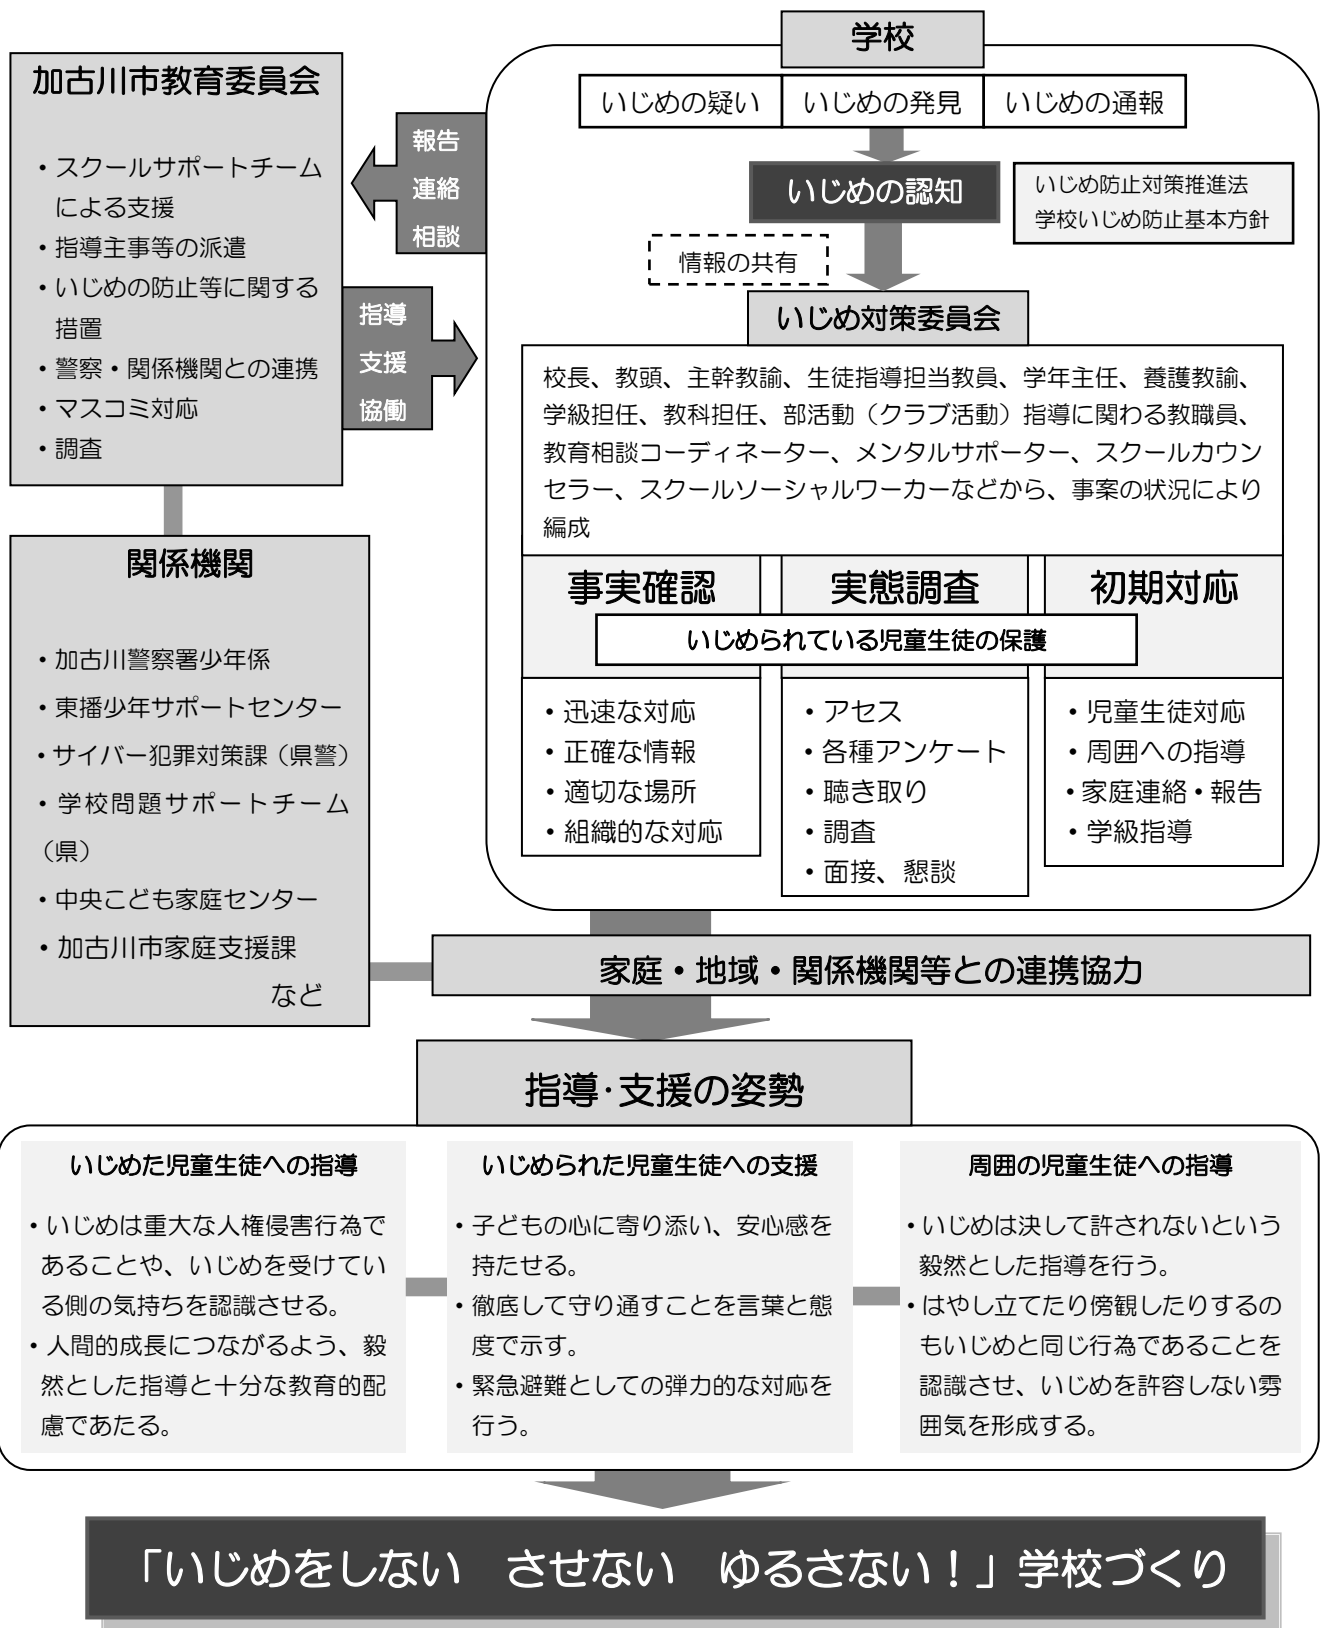 学校
いじめの疑い
いじめの発見
いじめの通報
いじめの認知
いじめ防止対策推進法
学校いじめ防止基本方針
情報の共有
いじめ対策委員会
校長、教頭、主幹教諭、生徒指導担当教員、学年主任、養護教諭、
学級担任、教科担任、部活動（クラブ活動）指導に関わる教職員、
教育相談コーディネーター、メンタルサポーター、スクールカウン
セラー、スクールソーシャルワーカーなどから、事案の状況により
編成
事実確認
実態調査
初期対応
いじめられている児童生徒の保護
・迅速な対応
・正確な情報
・適切な場所
・組織的な対応
・アセス
・各種アンケート
・聴き取り
・調査
・面接、懇談
・児童生徒対応
・周囲への指導
・家庭連絡・報告
・学級指導
加古川市教育委員会
・スクールサポートチーム
による支援
・指導主事等の派遣
・いじめの防止等に関する
措置
・警察・関係機関との連携
・マスコミ対応
・調査
報告
連絡
相談
指導
支援
協働
関係機関
・加古川警察署少年係
・東播少年サポートセンター
・サイバー犯罪対策課（県警）
・学校問題サポートチーム
（県）
・中央こども家庭センター
・加古川市家庭支援課
など
家庭・地域・関係機関等との連携協力
指導･支援の姿勢
いじめた児童生徒への指導
・いじめは重大な人権侵害行為で
あることや、いじめを受けてい
る側の気持ちを認識させる。
・人間的成長につながるよう、毅
然とした指導と十分な教育的配
慮であたる。
いじめられた児童生徒への支援
・子どもの心に寄り添い、安心感を
持たせる。
・徹底して守り通すことを言葉と態
度で示す。
・緊急避難としての弾力的な対応を
行う。
周囲の児童生徒への指導
・いじめは決して許されないという
毅然とした指導を行う。
・はやし立てたり傍観したりするの
もいじめと同じ行為であることを
認識させ、いじめを許容しない雰
囲気を形成する。
「いじめをしない　させない　ゆるさない！」学校づくり